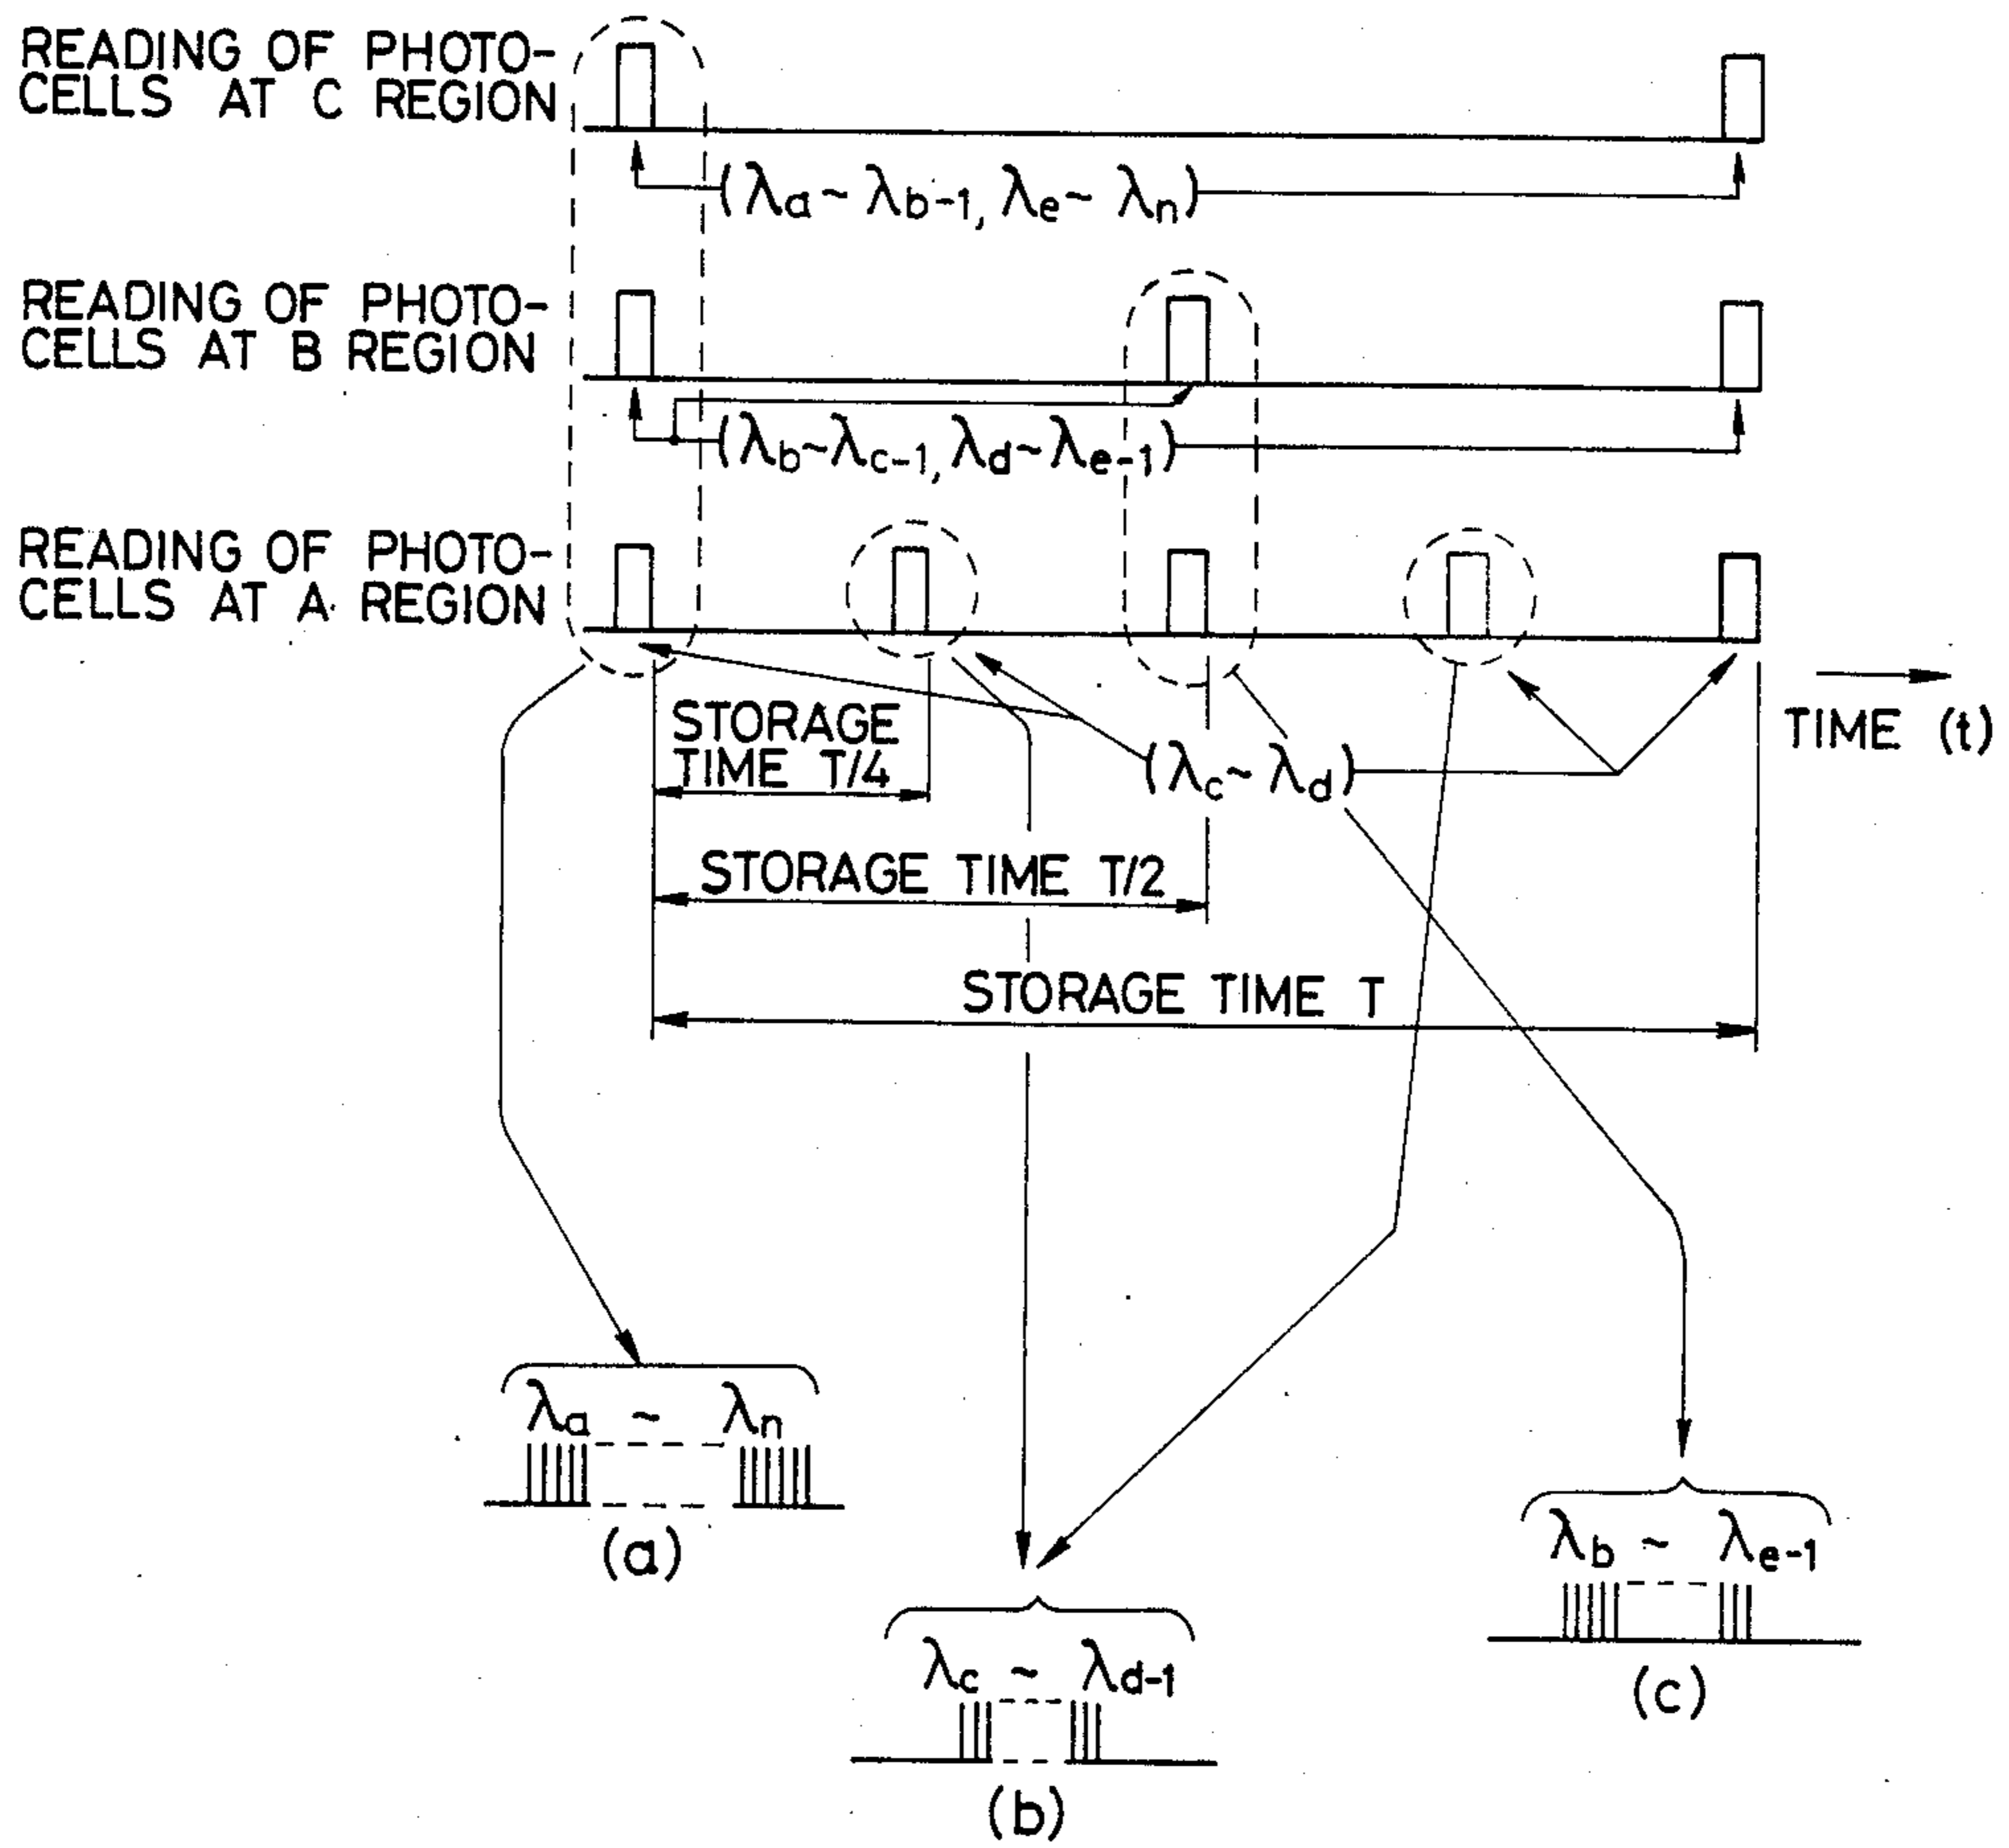 READING OF PHOTO-
CELLS AT C REGION
(λa ~ λb-1, λe ~ λn)
READING OF PHOTO-
CELLS AT B REGION
(λb ~ λc-1, λd ~ λe-1)
READING OF PHOTO-
CELLS AT A REGION
STORAGE
TIME T/4
(λc ~ λd)
TIME (t)
STORAGE TIME T/2
STORAGE TIME T
λa ~ λn
(a)
λb ~ λe-1
(c)
λc ~ λd-1
(b)